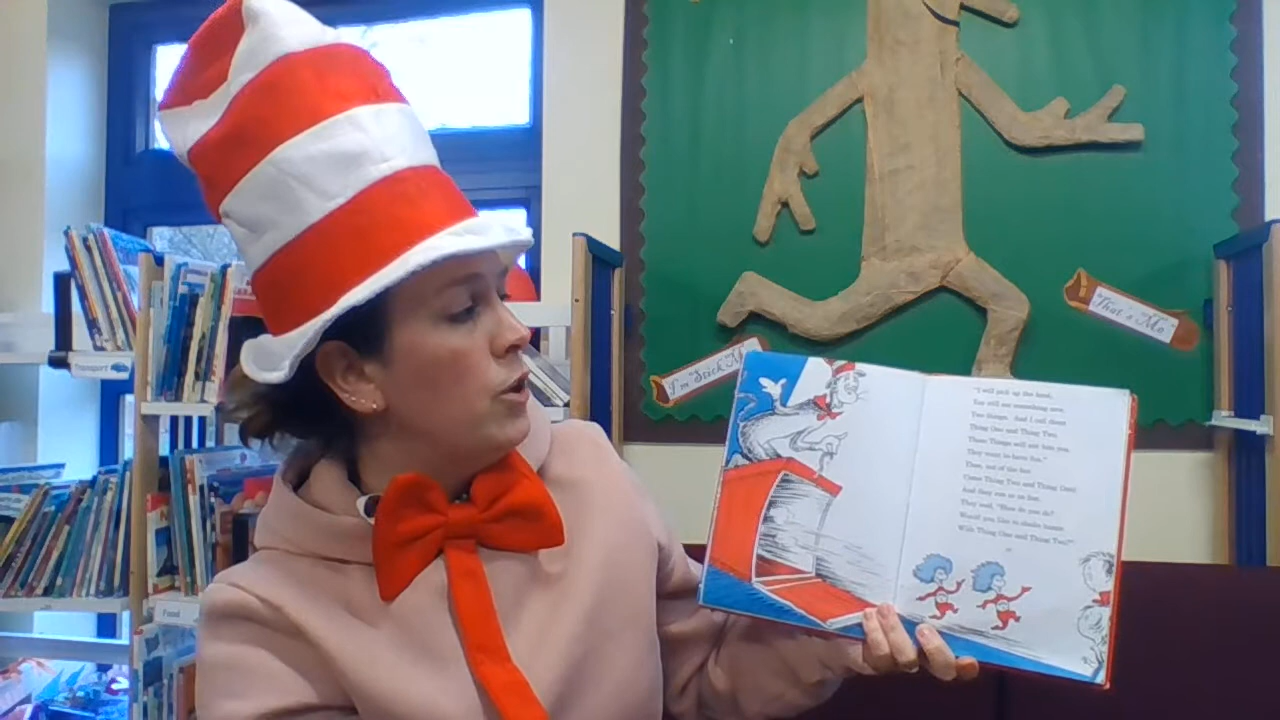 Transport
Food
"I'm Stick M
"That's Mo
"I will pick up the hook,
You will see something new.
Two things. And I call them
Thing One and Thing Two.
These Things will not bite you.
They want to have fun."
Then, out of the box
Came Thing Two and Thing One!
And they ran to us fast.
They said, "How do you do?
Would you like to shake hands
With Thing One and Thing Two?"